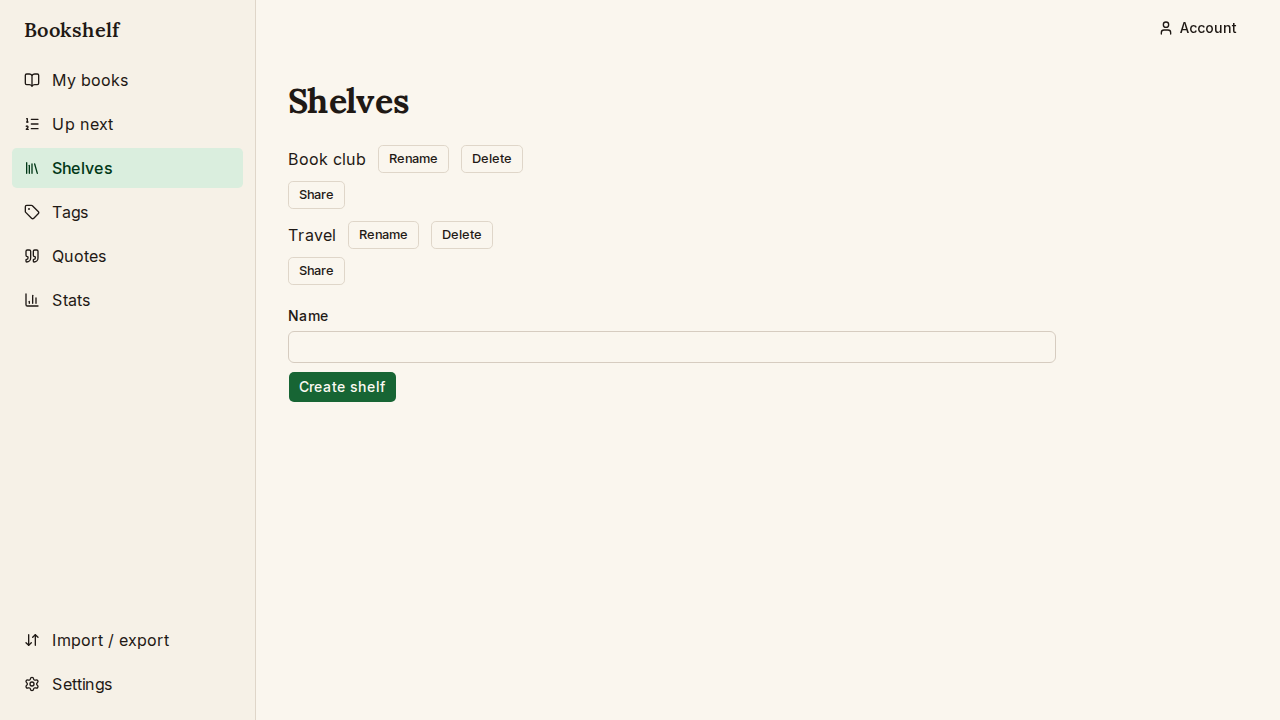 Bookshelf
My books
Up next
Shelves
Tags
Quotes
Stats
Import / export
Settings
Account
Shelves
Book club Rename Delete
Share
Travel Rename Delete
Share
Name
Create shelf